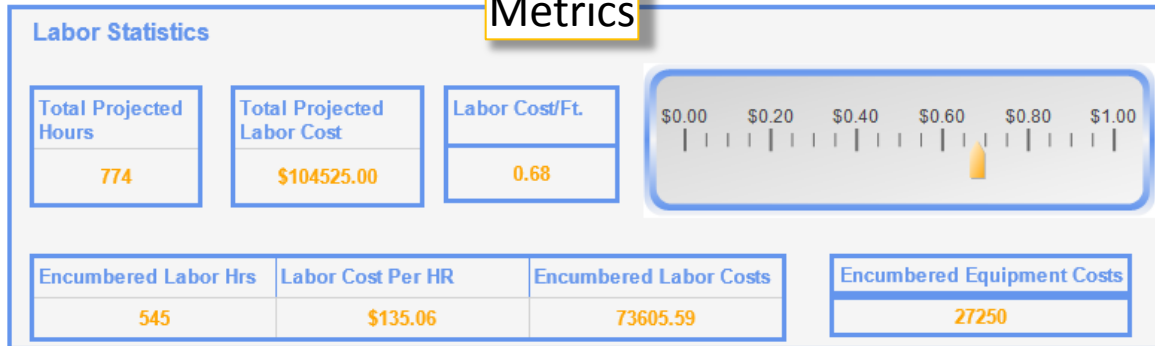 Metrics
Labor Statistics
Total Projected
Hours
774
Total Projected
Labor Cost
$104525.00
Labor Cost/Ft.
0.68
$0.00 $0.20 $0.40 $0.60 $0.80 $1.00
Encumbered Labor Hrs Labor Cost Per HR Encumbered Labor Costs
545 $135.06 73605.59
Encumbered Equipment Costs
27250